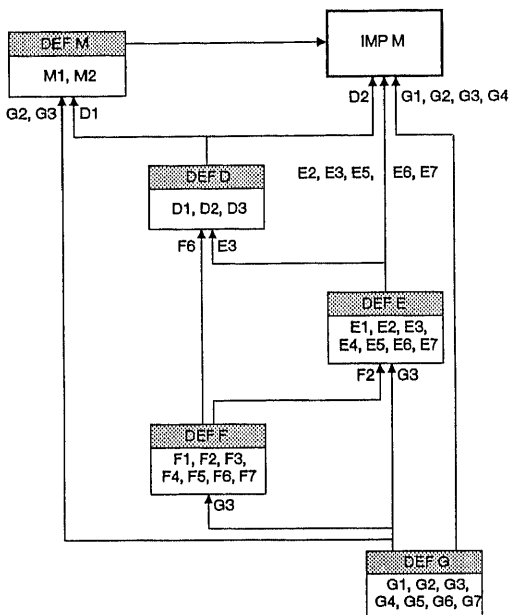 DEF M
IMP M
M1, M2
G2, G3
D1
D2
G1, G2, G3, G4
DEF D
E2, E3, E5,
E6, E7
D1, D2, D3
F6
E3
DEF E
E1, E2, E3,
E4, E5, E6, E7
F2
G3
DEF F
F1, F2, F3,
F4, F5, F6, F7
G3
DEF G
G1, G2, G3,
G4, G5, G6, G7